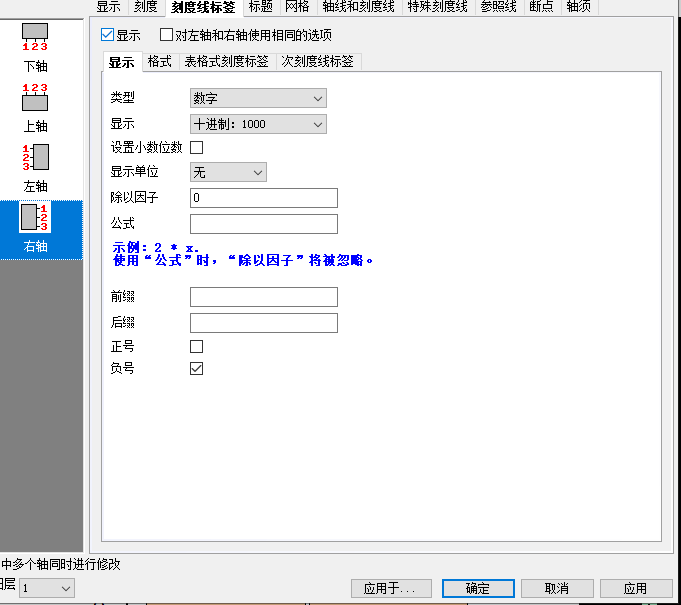 显示 刻度 刻度线标签 标题 网格 轴线和刻度线 特殊刻度线 参照线 断点 轴须
显示 对左轴和右轴使用相同的选项
显示 格式 表格式刻度标签 次刻度线标签
1 2 3
下轴
1 2 3
上轴
1
2
3
左轴
1
2
3
右轴
类型 数字
显示 十进制：1000
设置小数位数
显示单位 无
除以因子 0
公式
示例：2 * x.
使用“公式”时，“除以因子”将被忽略。
前缀
后缀
正号
负号
中多个轴同时进行修改
图层 1
应用于... 确定 取消 应用